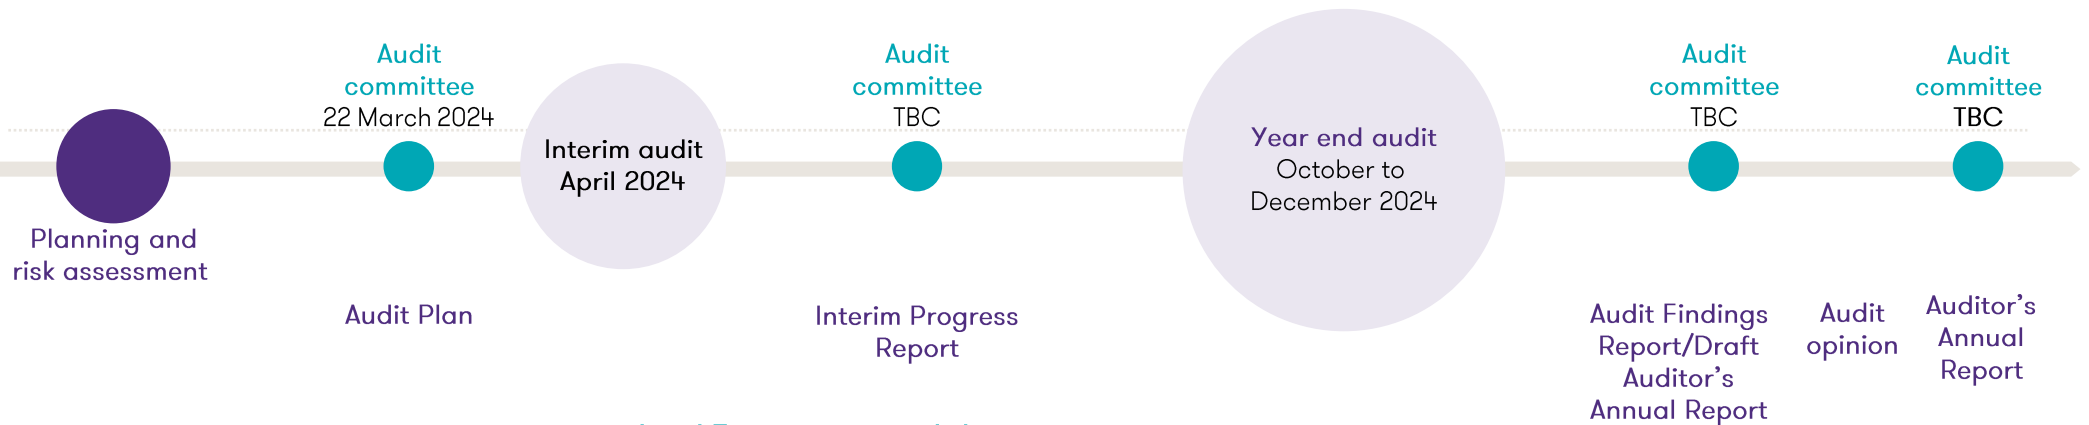 Audit
committee
22 March 2024
Audit
committee
TBC
Audit
committee
TBC
Audit
committee
TBC
Interim audit
April 2024
Year end audit
October to
December 2024
Planning and
risk assessment
Audit Plan
Interim Progress
Report
Audit Findings
Report/Draft
Auditor's
Annual Report
Audit
opinion
Auditor's
Annual
Report